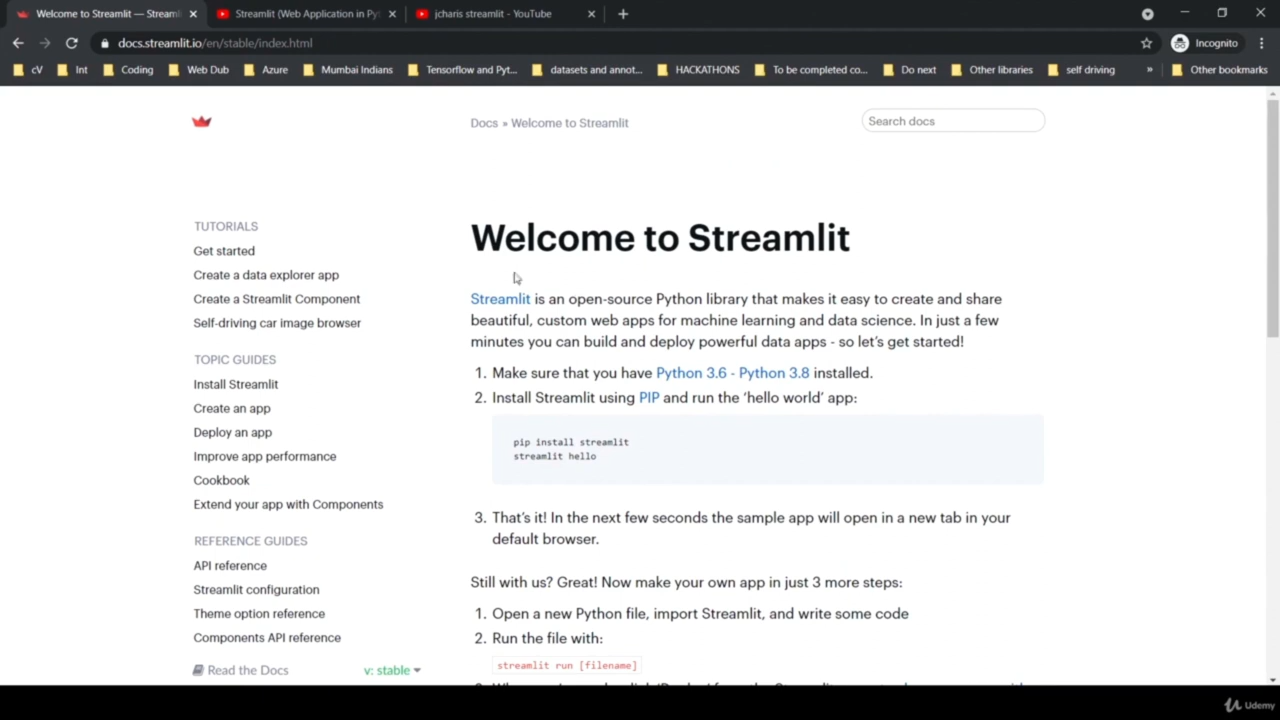 Welcome to Streamlit — Streaml
Streamlit (Web Application in Py
jcharis streamlit - YouTube
docs.streamlit.io/en/stable/index.html
Incognito
cV
Int
Coding
Web Dub
Azure
Mumbai Indians
Tensorflow and Pyt...
datasets and annot...
HACKATHONS
To be completed co...
Do next
Other libraries
self driving
»
Other bookmarks
Docs » Welcome to Streamlit
Search docs
TUTORIALS
Get started
Create a data explorer app
Create a Streamlit Component
Self-driving car image browser
TOPIC GUIDES
Install Streamlit
Create an app
Deploy an app
Improve app performance
Cookbook
Extend your app with Components
REFERENCE GUIDES
API reference
Streamlit configuration
Theme option reference
Components API reference
Read the Docs
v: stable
Welcome to Streamlit
Streamlit is an open-source Python library that makes it easy to create and share
beautiful, custom web apps for machine learning and data science. In just a few
minutes you can build and deploy powerful data apps - so let's get started!
1. Make sure that you have Python 3.6 - Python 3.8 installed.
2. Install Streamlit using PIP and run the 'hello world' app:
pip install streamlit
streamlit hello
3. That's it! In the next few seconds the sample app will open in a new tab in your
default browser.
Still with us? Great! Now make your own app in just 3 more steps:
1. Open a new Python file, import Streamlit, and write some code
2. Run the file with:
streamlit run [filename]
Udemy